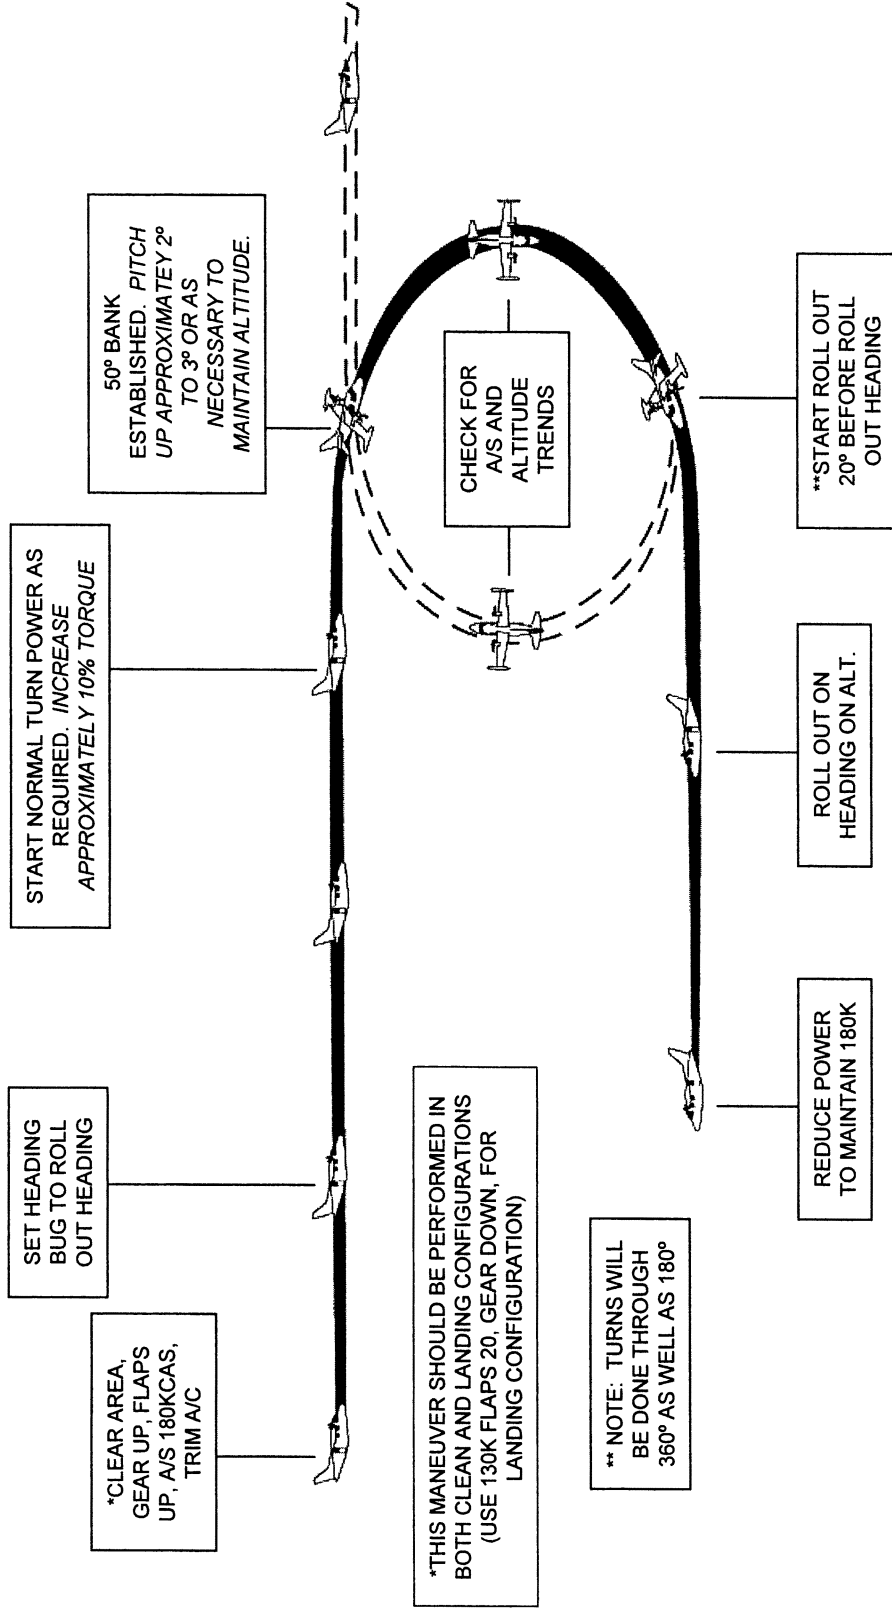 *CLEAR AREA,
GEAR UP, FLAPS
UP, A/S 180KCAS,
TRIM A/C
SET HEADING
BUG TO ROLL
OUT HEADING
START NORMAL TURN POWER AS
REQUIRED. INCREASE
APPROXIMATELY 10% TORQUE
50º BANK
ESTABLISHED. PITCH
UP APPROXIMATEY 2º
TO 3º OR AS
NECESSARY TO
MAINTAIN ALTITUDE.
CHECK FOR
A/S AND
ALTITUDE
TRENDS
**START ROLL OUT
20º BEFORE ROLL
OUT HEADING
ROLL OUT ON
HEADING ON ALT.
REDUCE POWER
TO MAINTAIN 180K
*THIS MANEUVER SHOULD BE PERFORMED IN
BOTH CLEAN AND LANDING CONFIGURATIONS
(USE 130K FLAPS 20, GEAR DOWN, FOR
LANDING CONFIGURATION)
** NOTE: TURNS WILL
BE DONE THROUGH
360º AS WELL AS 180º